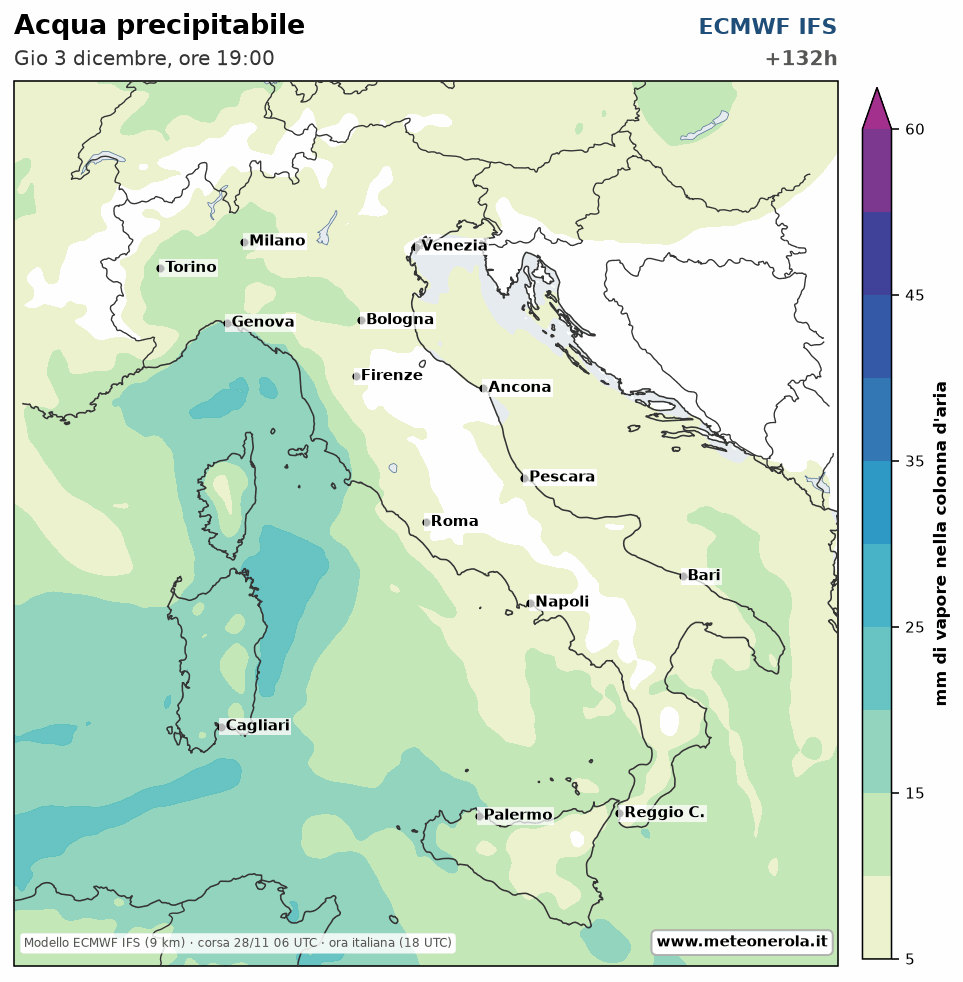 Acqua precipitabile
ECMWF IFS
Gio 3 dicembre, ore 19:00
+132h
60
45
35
25
15
5
mm di vapore nella colonna d'aria
Milano
Venezia
Torino
Genova
Bologna
Firenze
Ancona
Pescara
Roma
Bari
Napoli
Cagliari
Palermo
Reggio C.
Modello ECMWF IFS (9 km) · corsa 28/11 06 UTC · ora italiana (18 UTC)
www.meteonerola.it